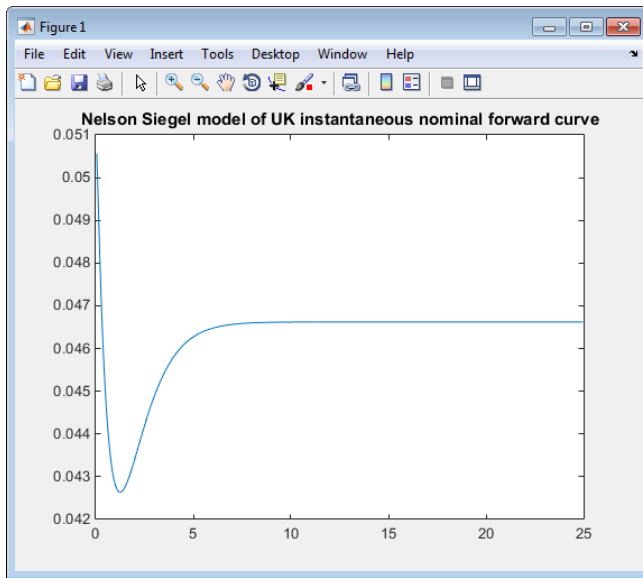 Figure 1
File Edit View Insert Tools Desktop Window Help
Nelson Siegel model of UK instantaneous nominal forward curve
0.051
0.05
0.049
0.048
0.047
0.046
0.045
0.044
0.043
0.042
0 5 10 15 20 25